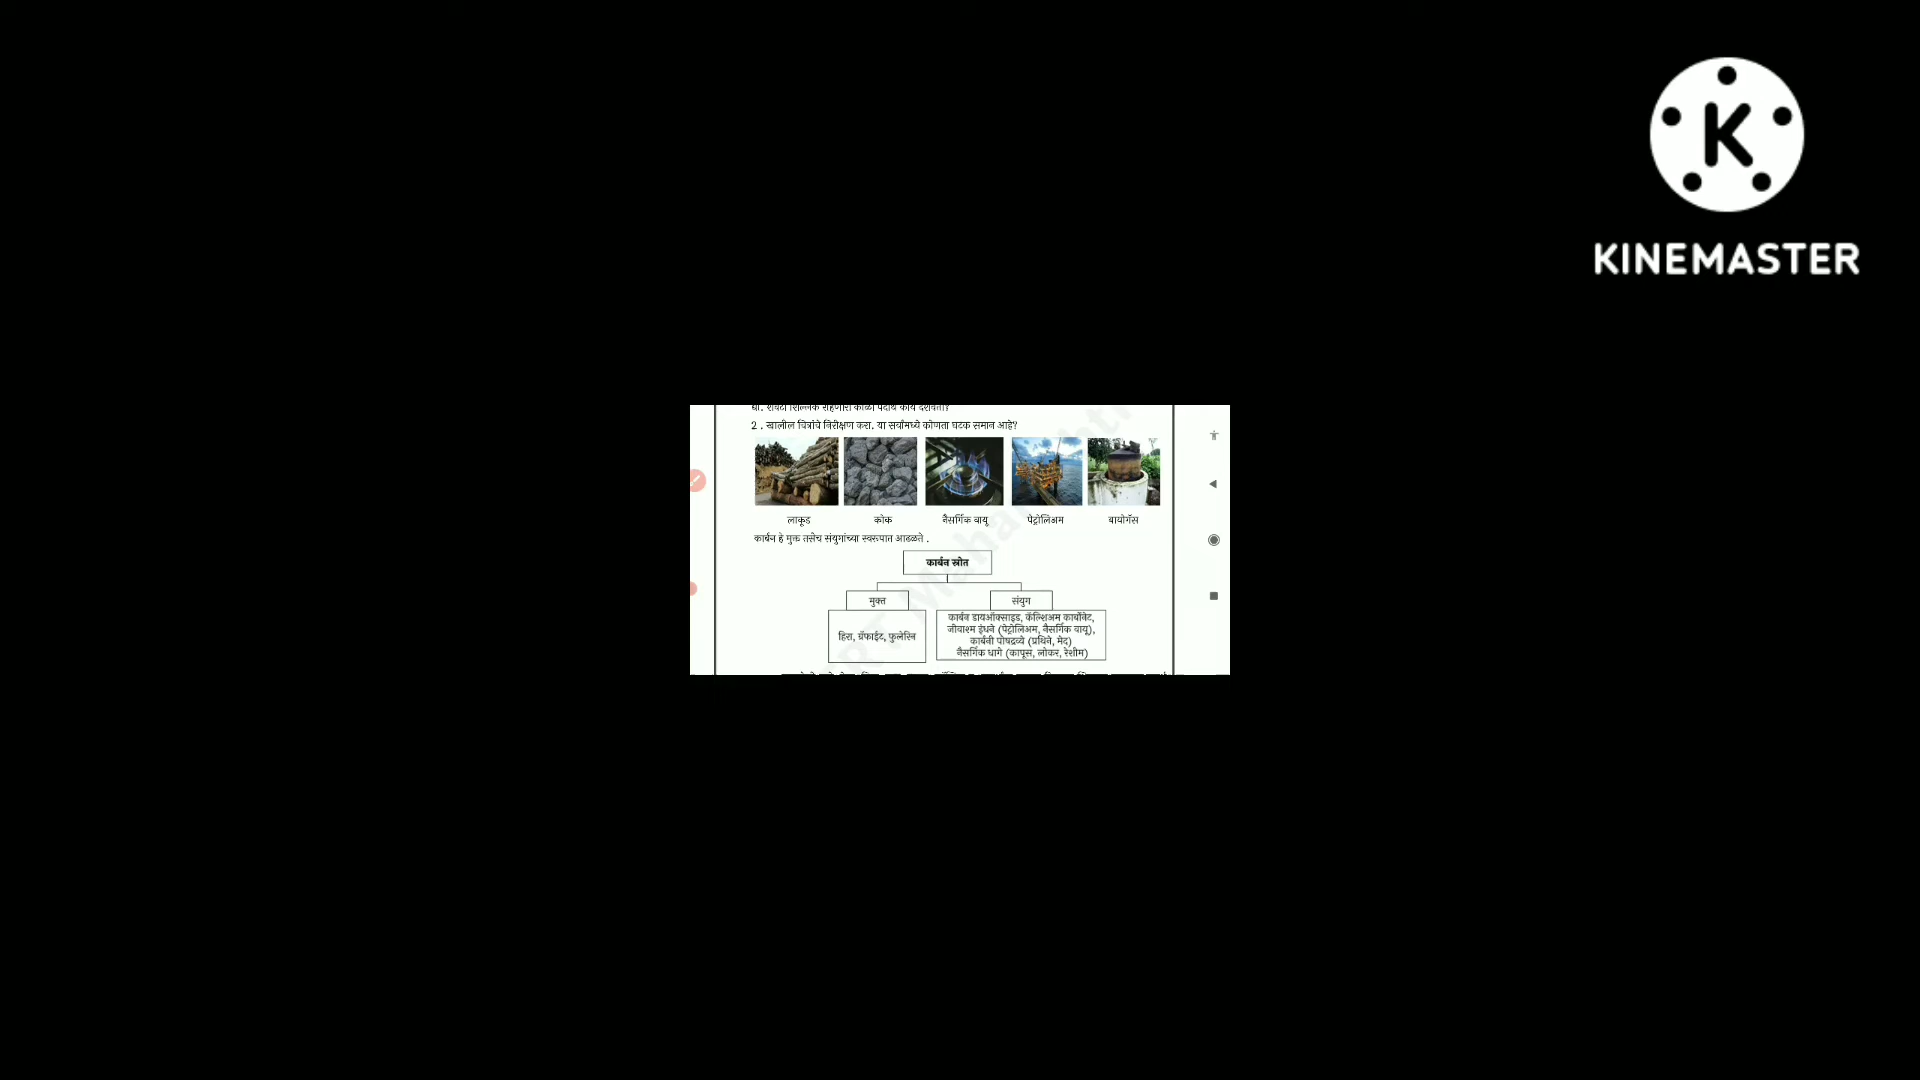 KINEMASTER
2 . खालील चित्रांचे निरीक्षण करा. या सर्वांमध्ये कोणता घटक समान आहे?
लाकूड कोक नैसर्गिक वायू पेट्रोलिअम बायोगॅस
कार्बन हे मुक्त तसेच संयुगांच्या स्वरूपात आढळते .
कार्बन स्रोत
मुक्त संयुग
हिरा, ग्रॅफाईट, फुलेरिन
कार्बन डायऑक्साइड, कॅल्शिअम कार्बोनेट,
जीवाश्म इंधने (पेट्रोलिअम, नैसर्गिक वायू),
कार्बनी पोषद्रव्ये (प्रथिने, मेद)
नैसर्गिक धागे (कापूस, लोकर, रेशीम)